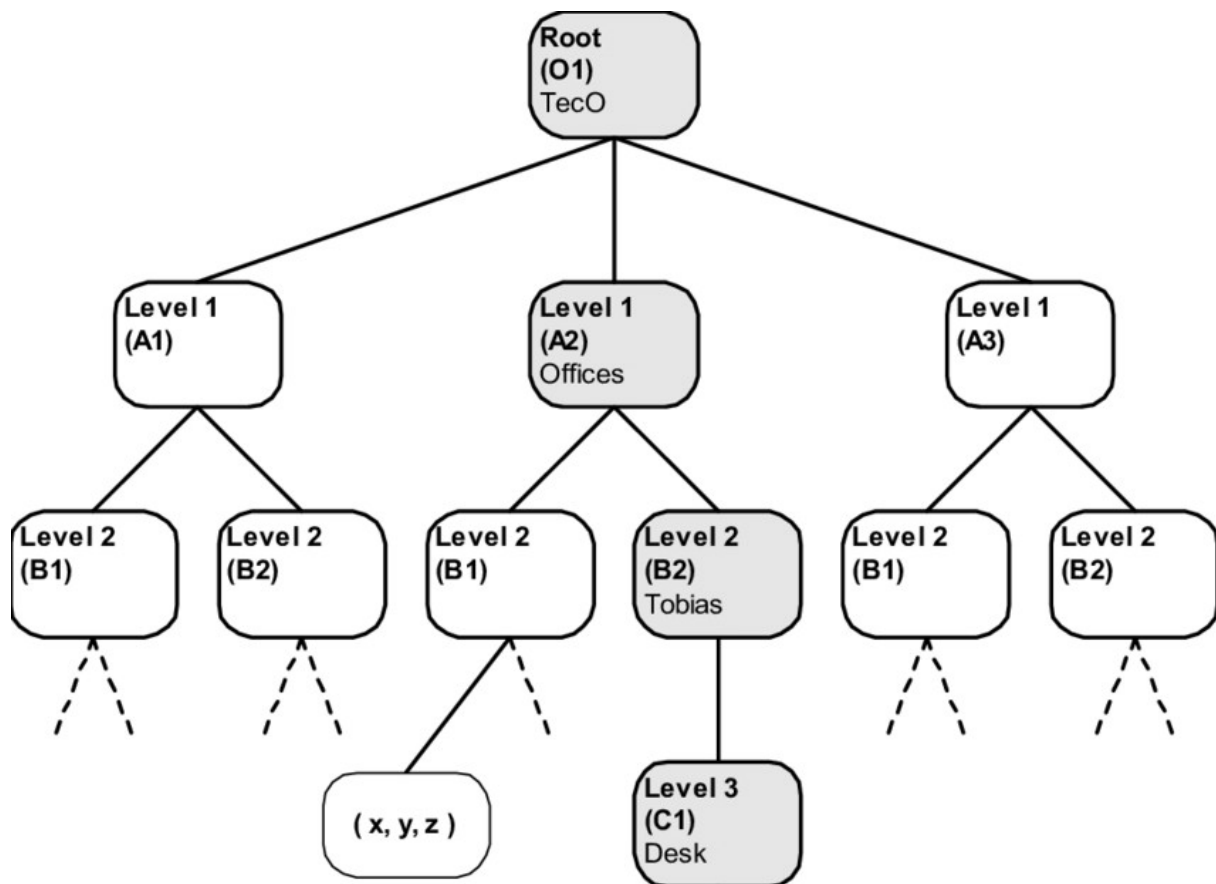 Root
(O1)
TecO
Level 1
(A1)
Level 1
(A2)
Offices
Level 1
(A3)
Level 2
(B1)
Level 2
(B2)
Level 2
(B1)
Level 2
(B2)
Tobias
Level 2
(B1)
Level 2
(B2)
( x, y, z )
Level 3
(C1)
Desk